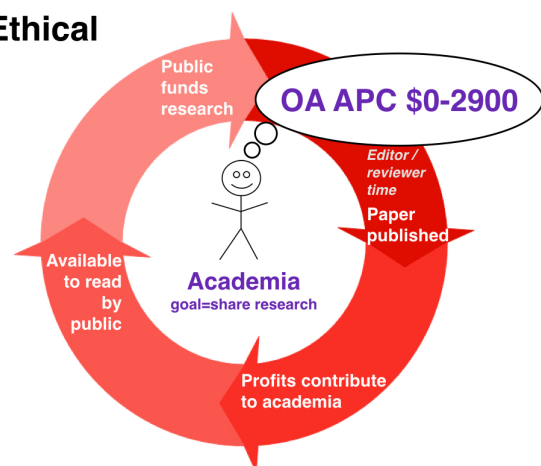 Ethical
Public
funds
research
OA APC $0-2900
Editor /
reviewer
time
Paper
published
Profits contribute
to academia
Available
to read
by
public
Academia
goal=share research